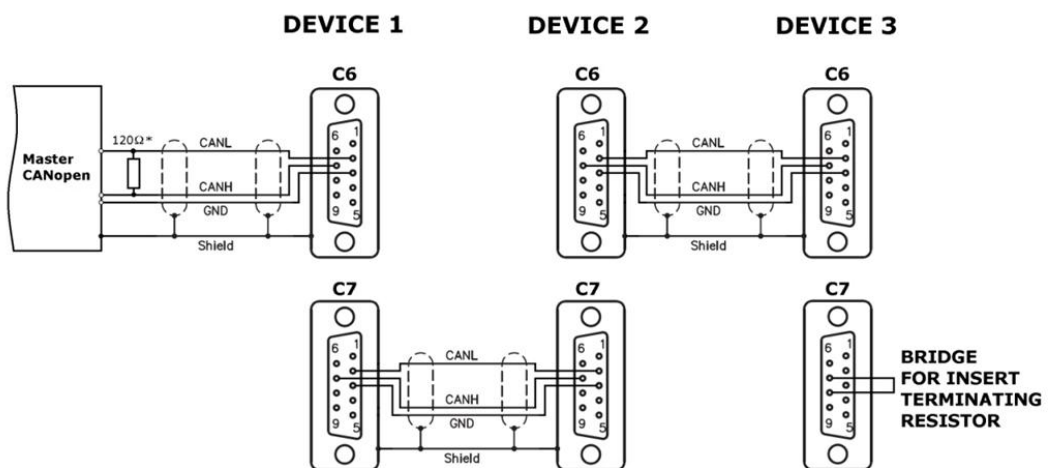 DEVICE 1
DEVICE 2
DEVICE 3
C6
C6
C6
120Ω*
Master
CANopen
CANL
CANH
GND
Shield
6
1
9
5
6
1
9
5
CANL
CANH
GND
Shield
6
1
9
5
C7
C7
C7
6
1
9
5
CANL
CANH
GND
Shield
6
1
9
5
6
1
9
5
BRIDGE
FOR INSERT
TERMINATING
RESISTOR